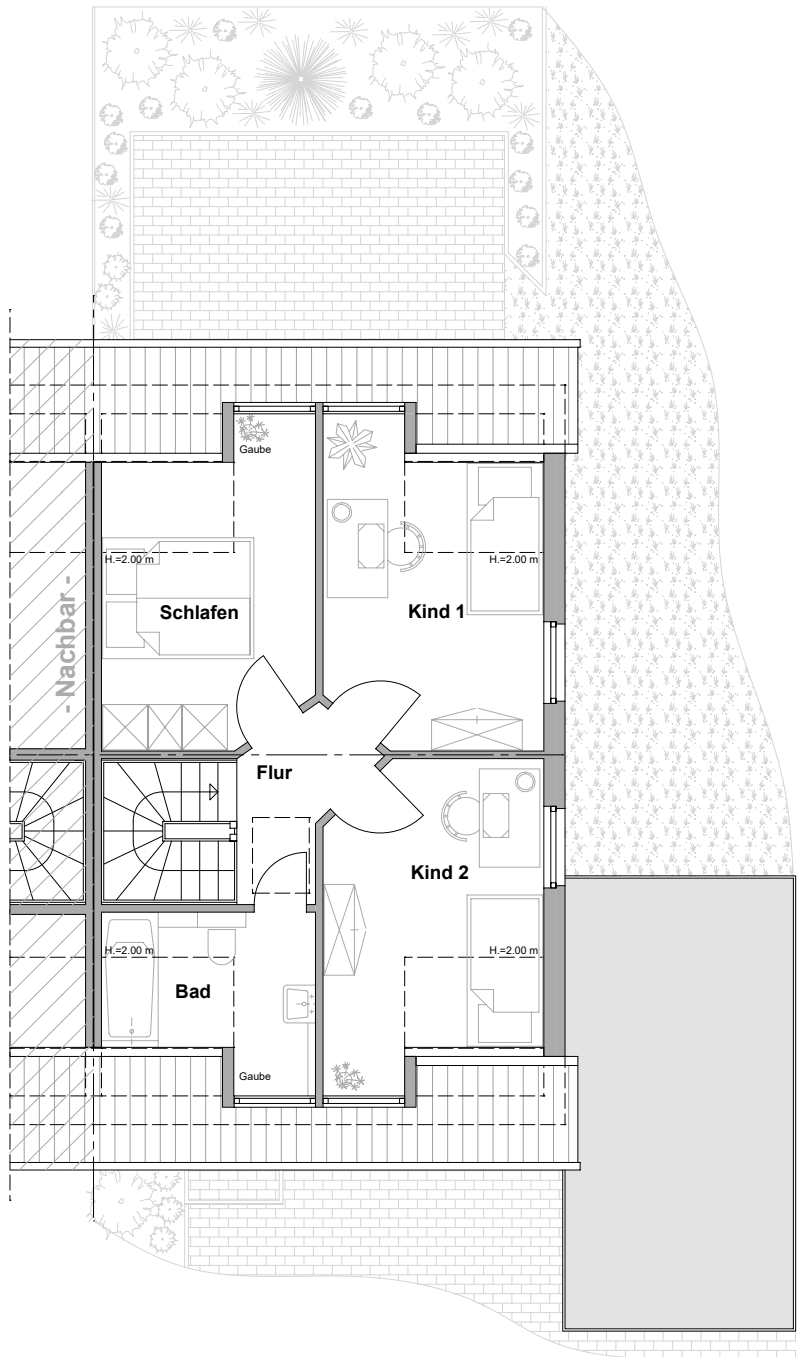 Gaube
H.=2.00 m
H.=2.00 m
Schlafen
Kind 1
- Nachbar -
Flur
Kind 2
H.=2.00 m
H.=2.00 m
Bad
Gaube